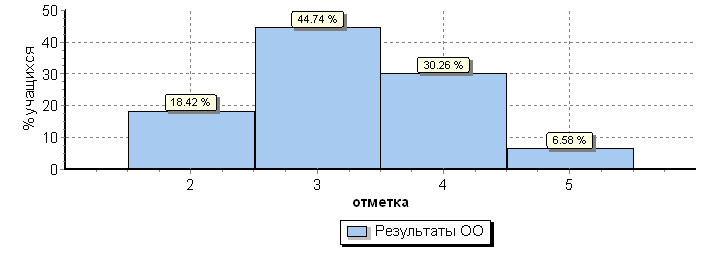 50
44.74 %
40
30.26 %
30
% учащихся
18.42 %
20
10
6.58 %
0
2 3 4 5
отметка
Результаты ОО